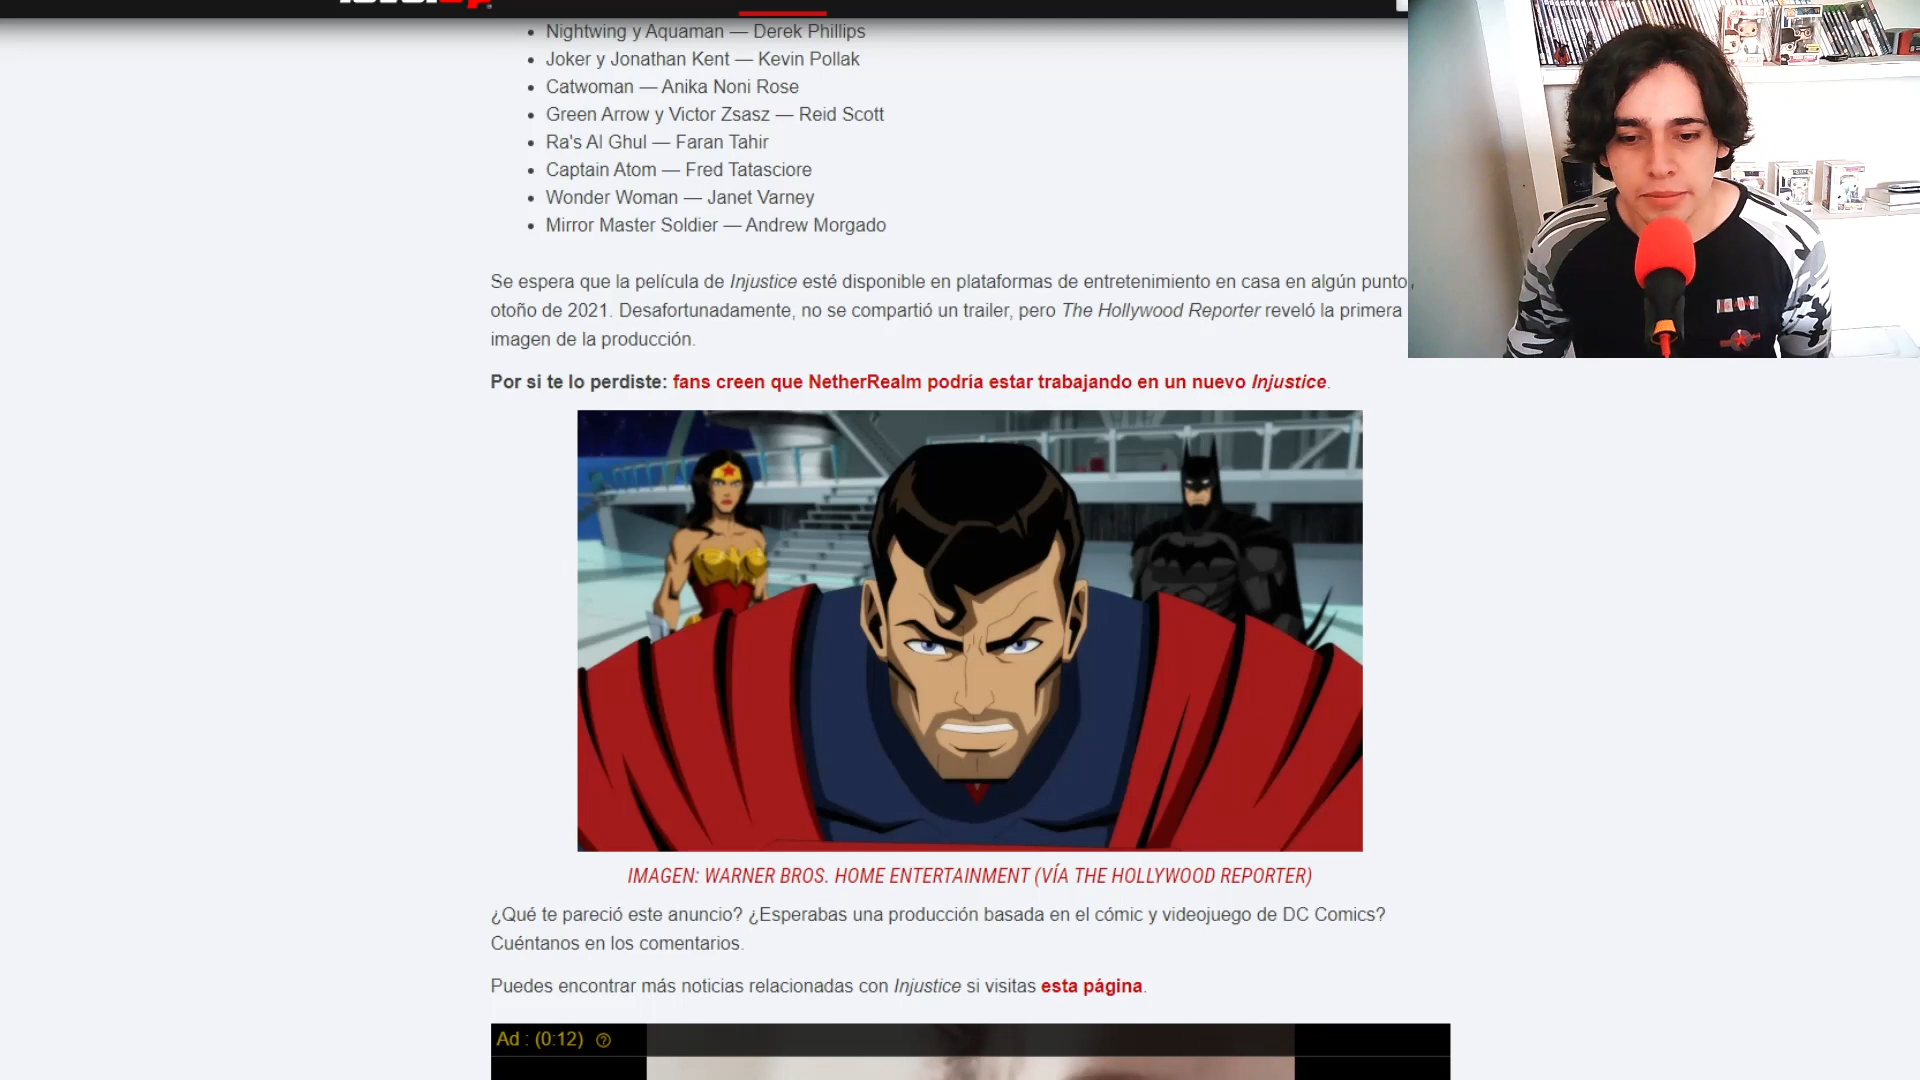 Nightwing y Aquaman — Derek Phillips
Joker y Jonathan Kent — Kevin Pollak
Catwoman — Anika Noni Rose
Green Arrow y Victor Zsasz — Reid Scott
Ra's Al Ghul — Faran Tahir
Captain Atom — Fred Tatasciore
Wonder Woman — Janet Varney
Mirror Master Soldier — Andrew Morgado
Se espera que la película de Injustice esté disponible en plataformas de entretenimiento en casa en algún punto
otoño de 2021. Desafortunadamente, no se compartió un trailer, pero The Hollywood Reporter reveló la primera
imagen de la producción.
Por si te lo perdiste: fans creen que NetherRealm podría estar trabajando en un nuevo Injustice.
IMAGEN: WARNER BROS. HOME ENTERTAINMENT (VÍA THE HOLLYWOOD REPORTER)
¿Qué te pareció este anuncio? ¿Esperabas una producción basada en el cómic y videojuego de DC Comics?
Cuéntanos en los comentarios.
Puedes encontrar más noticias relacionadas con Injustice si visitas esta página.
Ad : (0:12)